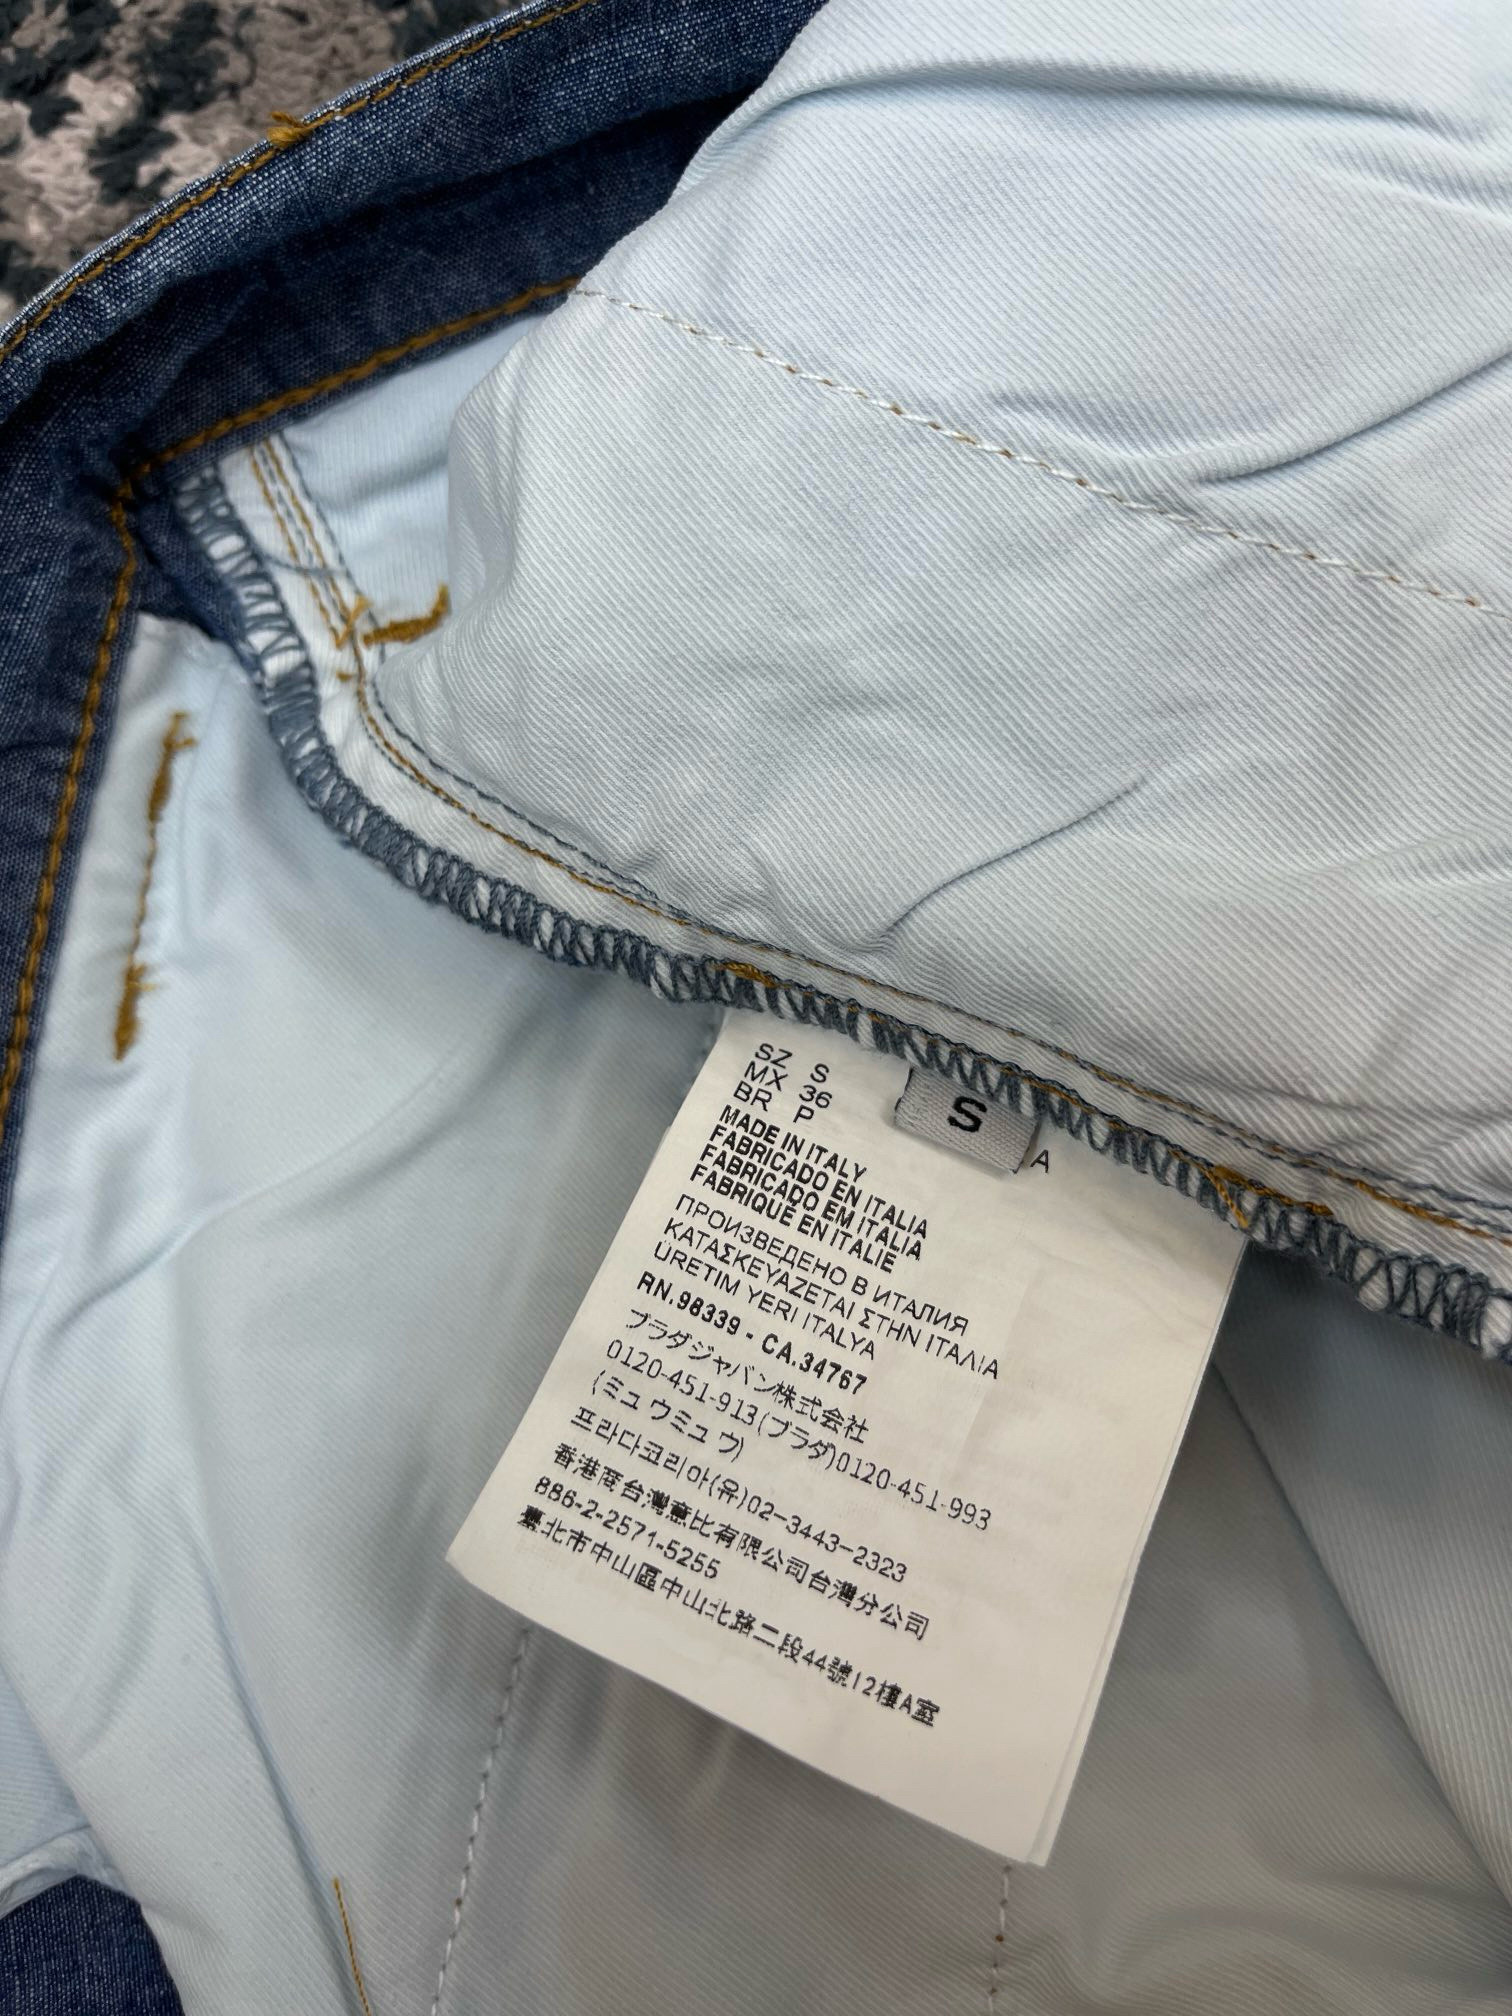 SZ S
MX 36
BR P
S
A
MADE IN ITALY
FABRICADO EN ITALIA
FABRICADO EM ITALIA
FABRIQUÉ EN ITALIE
ПРОИЗВЕДЕНО В ИТАЛИЯ
ΚΑΤΑΣΚΕΥΑΖΕΤΑΙ ΣΤΗΝ ΙΤΑΛΙΑ
ÜRETIM YERI ITALYA
RN.98339 - CA.34767
プラダジャパン株式会社
0120-451-913(プラダ)0120-451-993
(ミュウミュウ)
프라다코리아(유)02-3443-2323
香港商台灣意比有限公司台灣分公司
886-2-2571-5255
臺北市中山區中山北路二段44號12樓A室